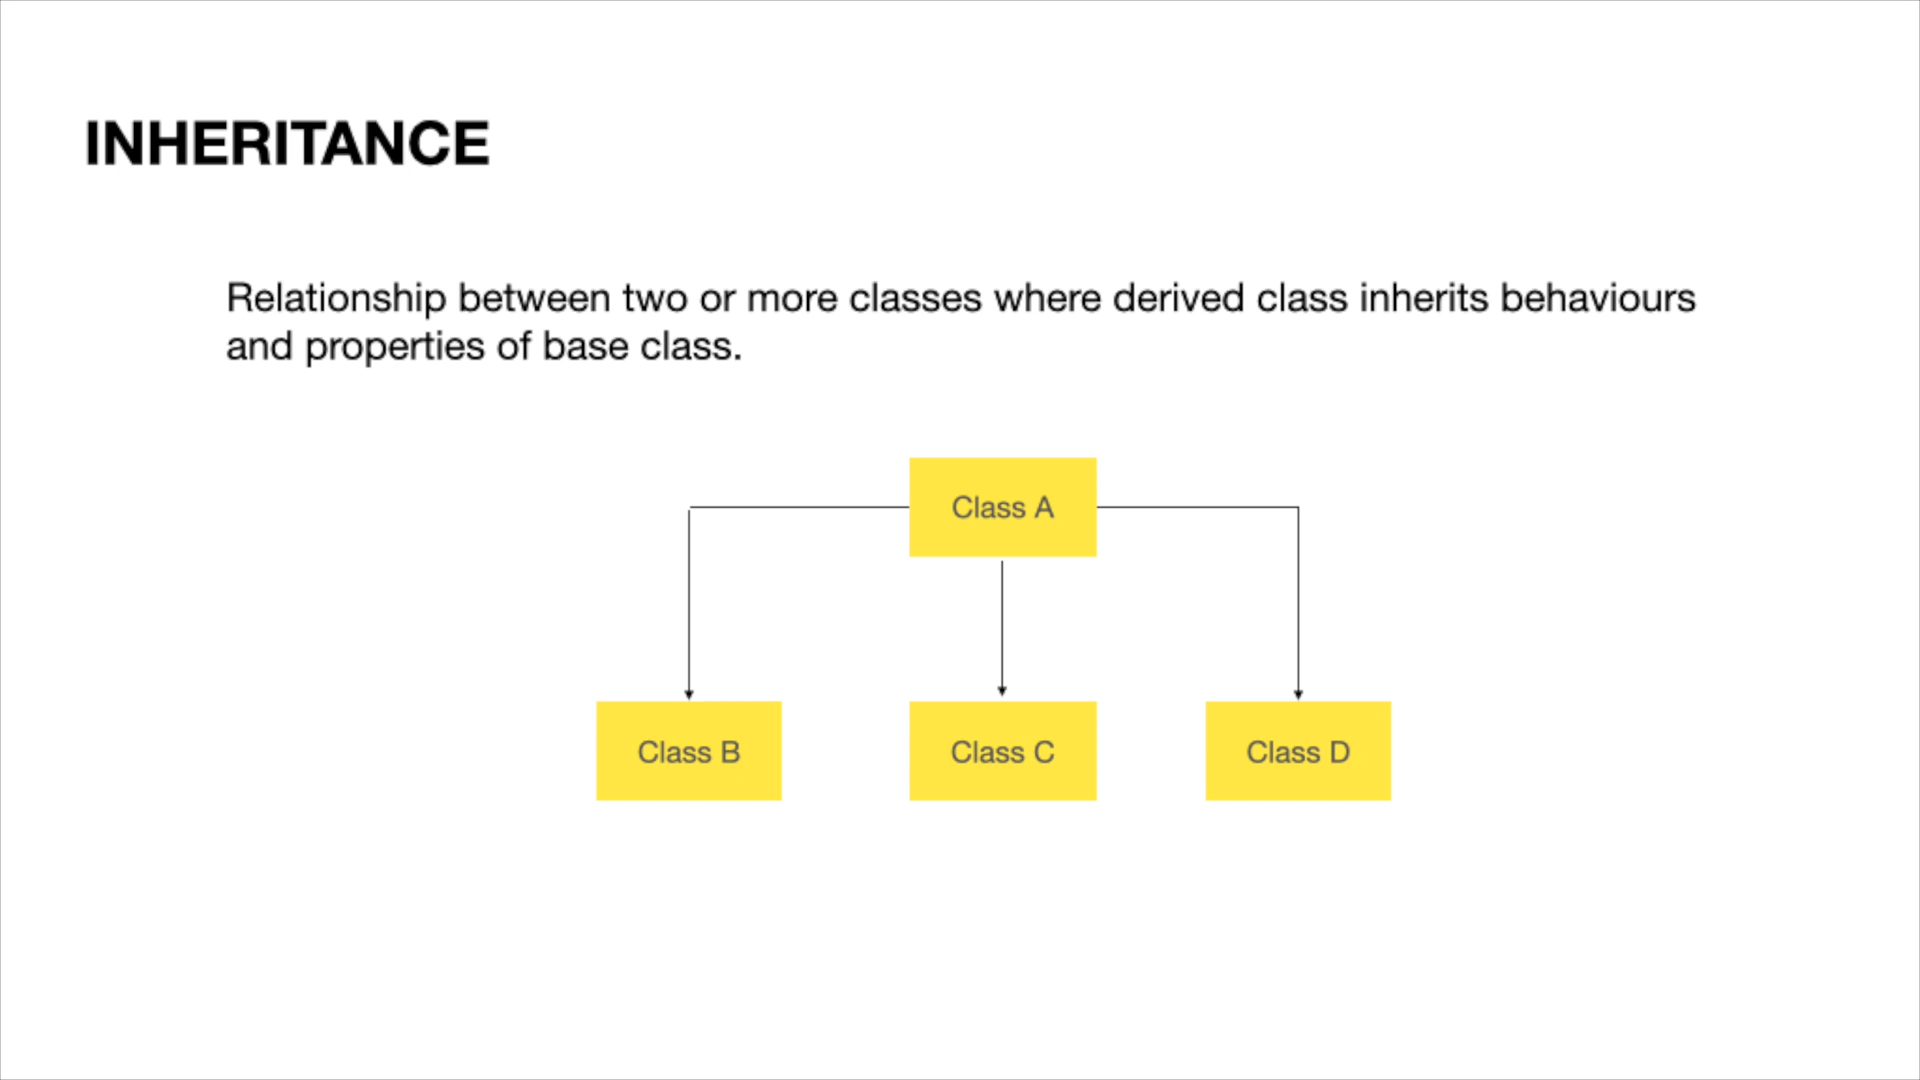 INHERITANCE
Relationship between two or more classes where derived class inherits behaviours
and properties of base class.
Class A
Class B
Class C
Class D